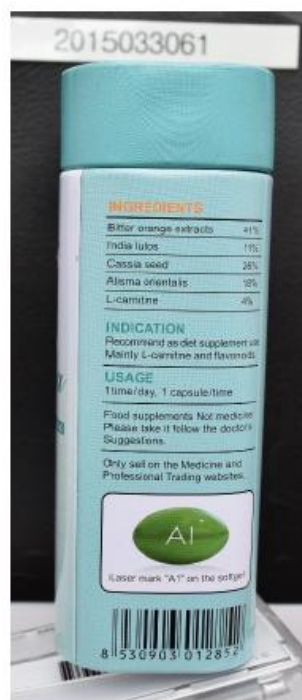 2015033061
INGREDIENTS
Bitter orange extracts 41%
India lulos 11%
Cassia seed 26%
Alisma orientalis 18%
L-carnitine 4%
INDICATION
Recommend as diet supplement use
Mainly L-carnitine and flavonoids
USAGE
1time/day, 1 capsule/time
Food supplements Not medicine
Please take it follow the doctor's
Suggestions.
Only sell on the Medicine and
Professional Trading websites.
A1
Laser mark "A1" on the softgel
8 530903 012852